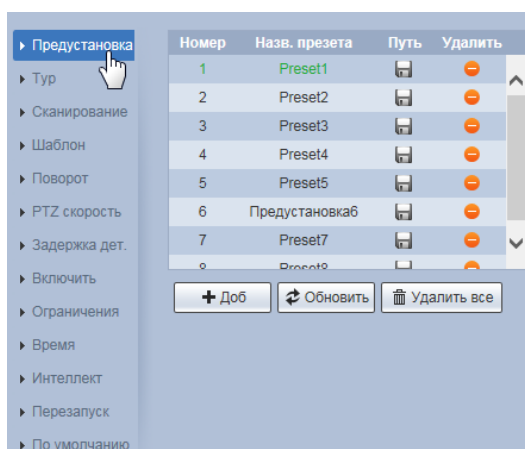 Предустановка
Тур
Сканирование
Шаблон
Поворот
PTZ скорость
Задержка дет.
Включить
Ограничения
Время
Интеллект
Перезапуск
По умолчанию
Номер Назв. презета Путь Удалить
1 Preset1
2 Preset2
3 Preset3
4 Preset4
5 Preset5
6 Предустановка6
7 Preset7
8 Preset8
Доб Обновить Удалить все